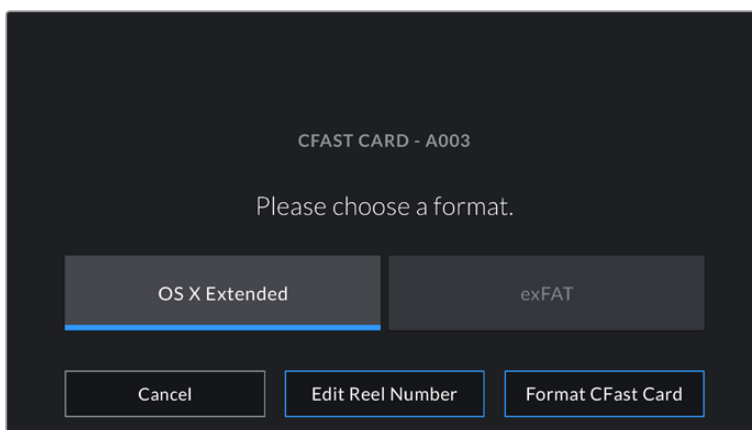 CFAST CARD - A003
Please choose a format.
OS X Extended
exFAT
Cancel
Edit Reel Number
Format CFast Card